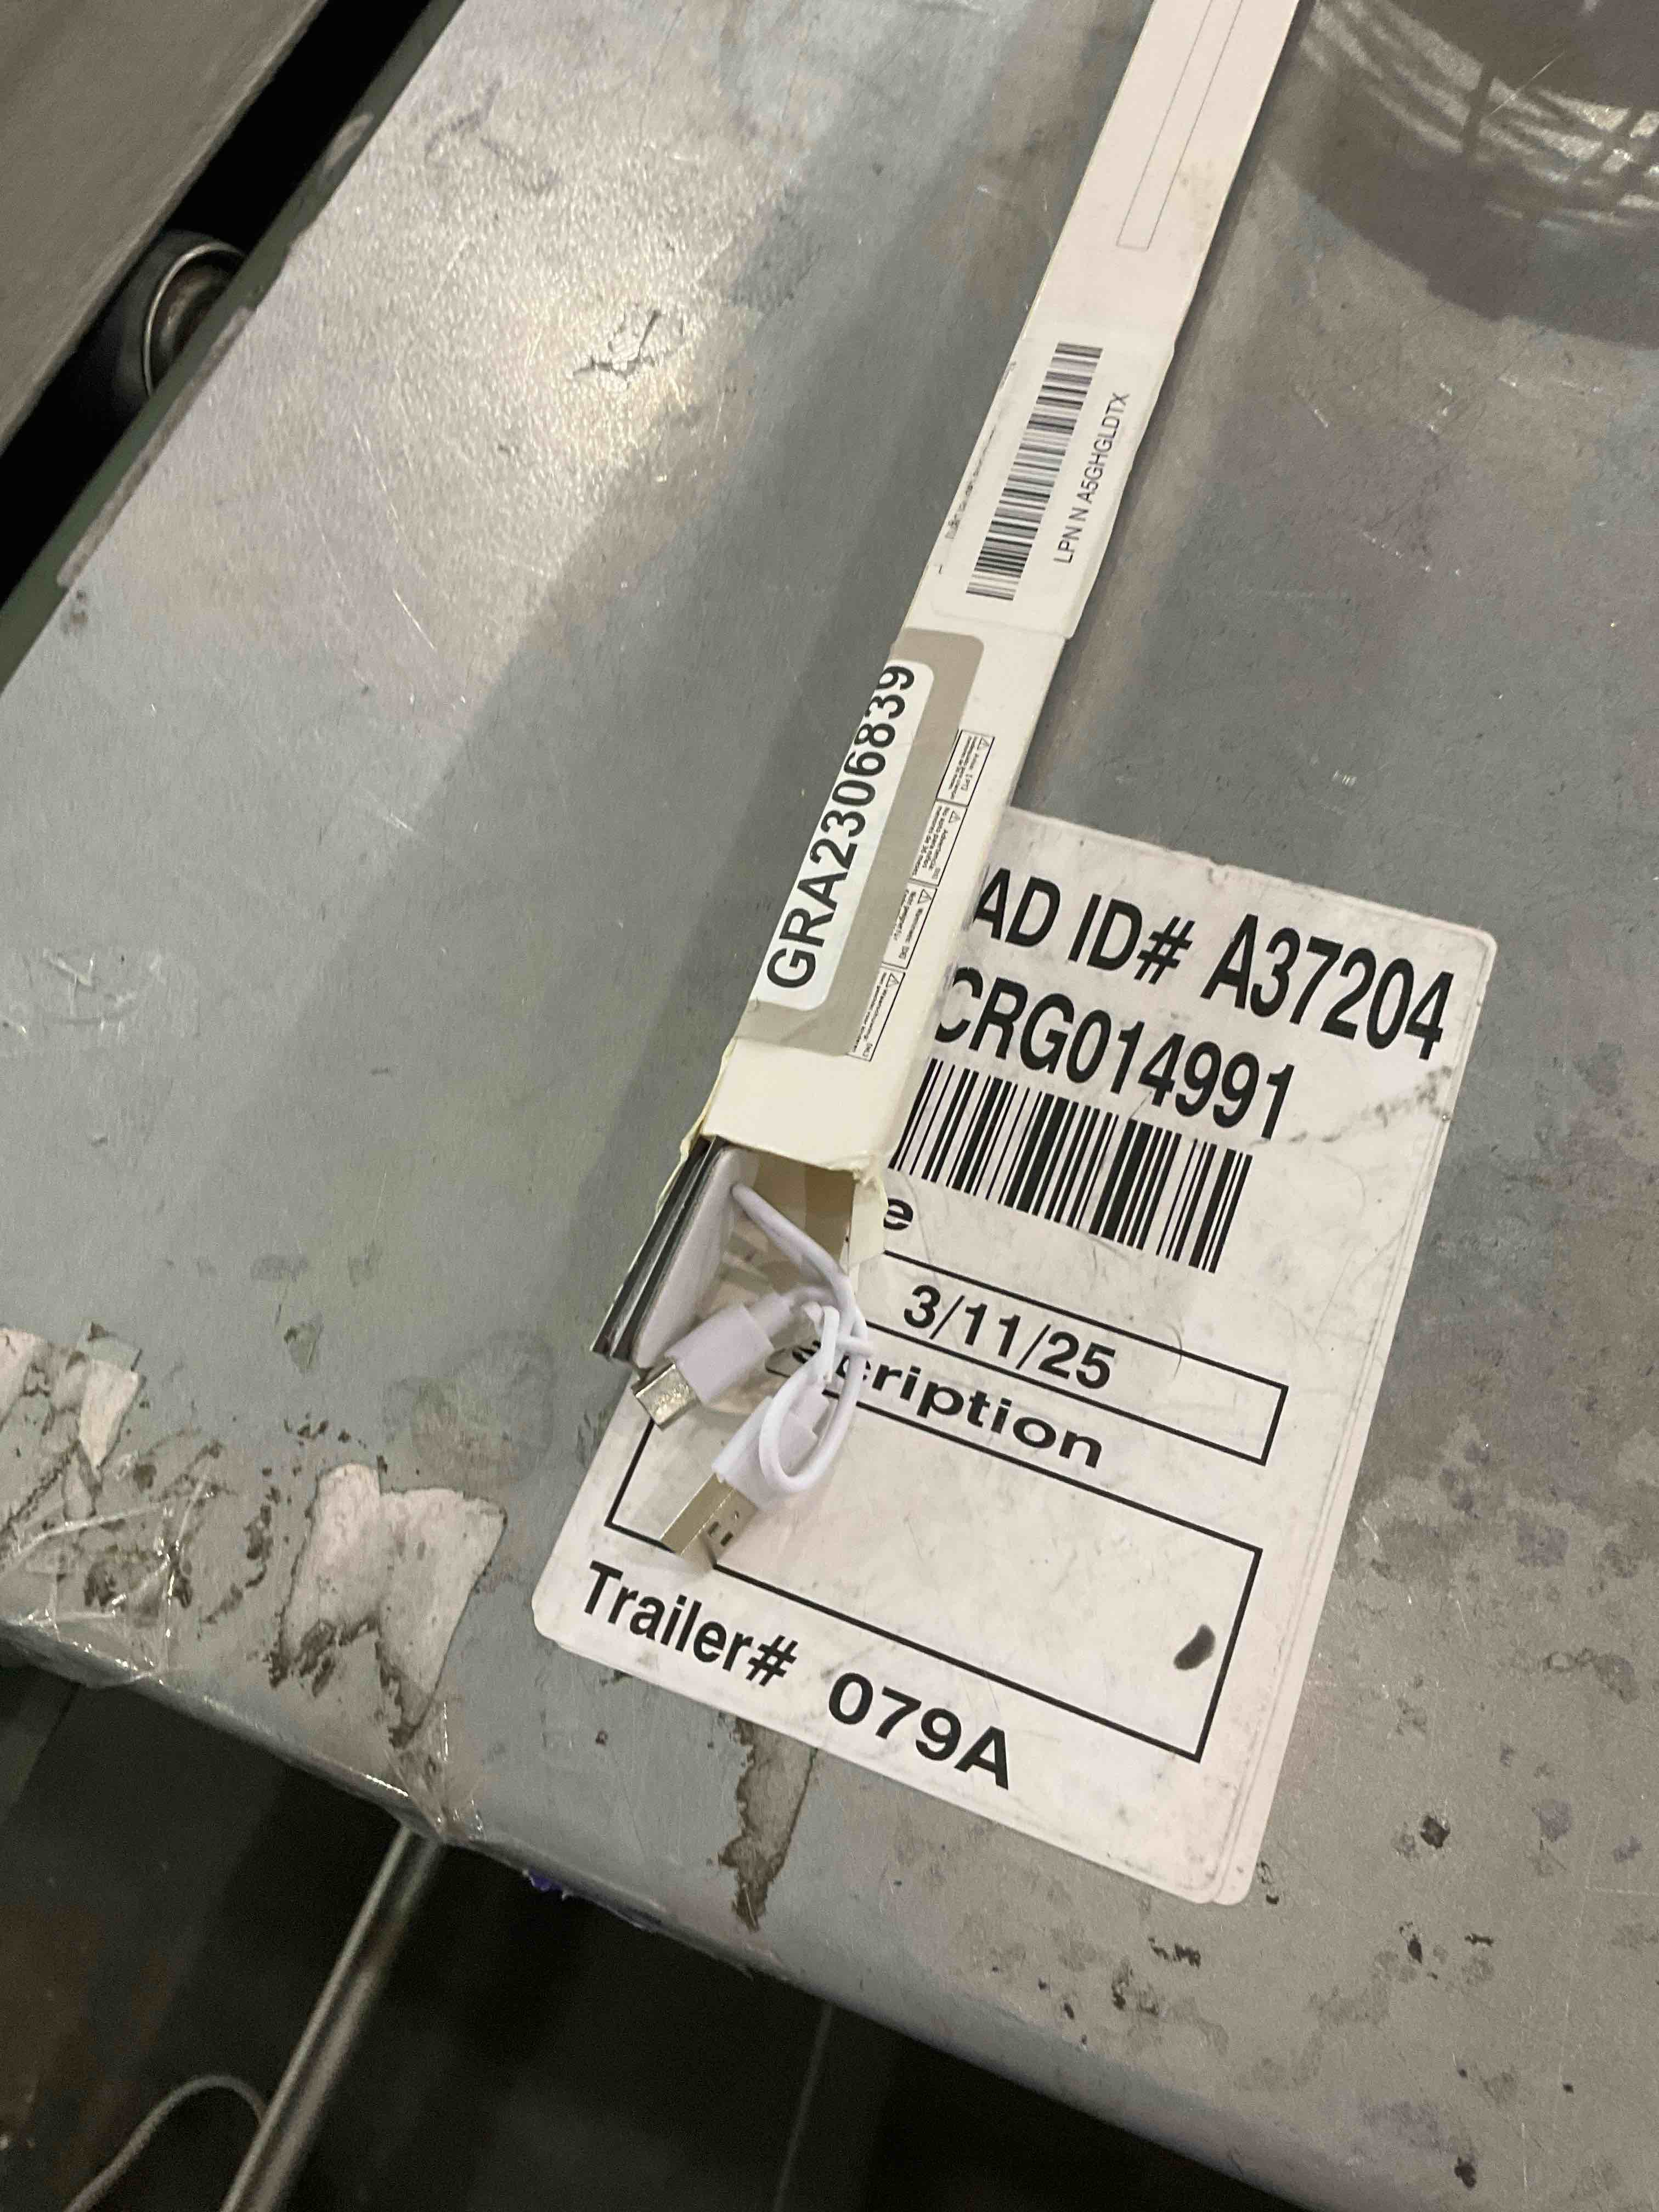 LPN N A5GHGLDTX
GRA2306839
AD ID# A37204
CRG014991
e
3/11/25
cription
Trailer# 079A